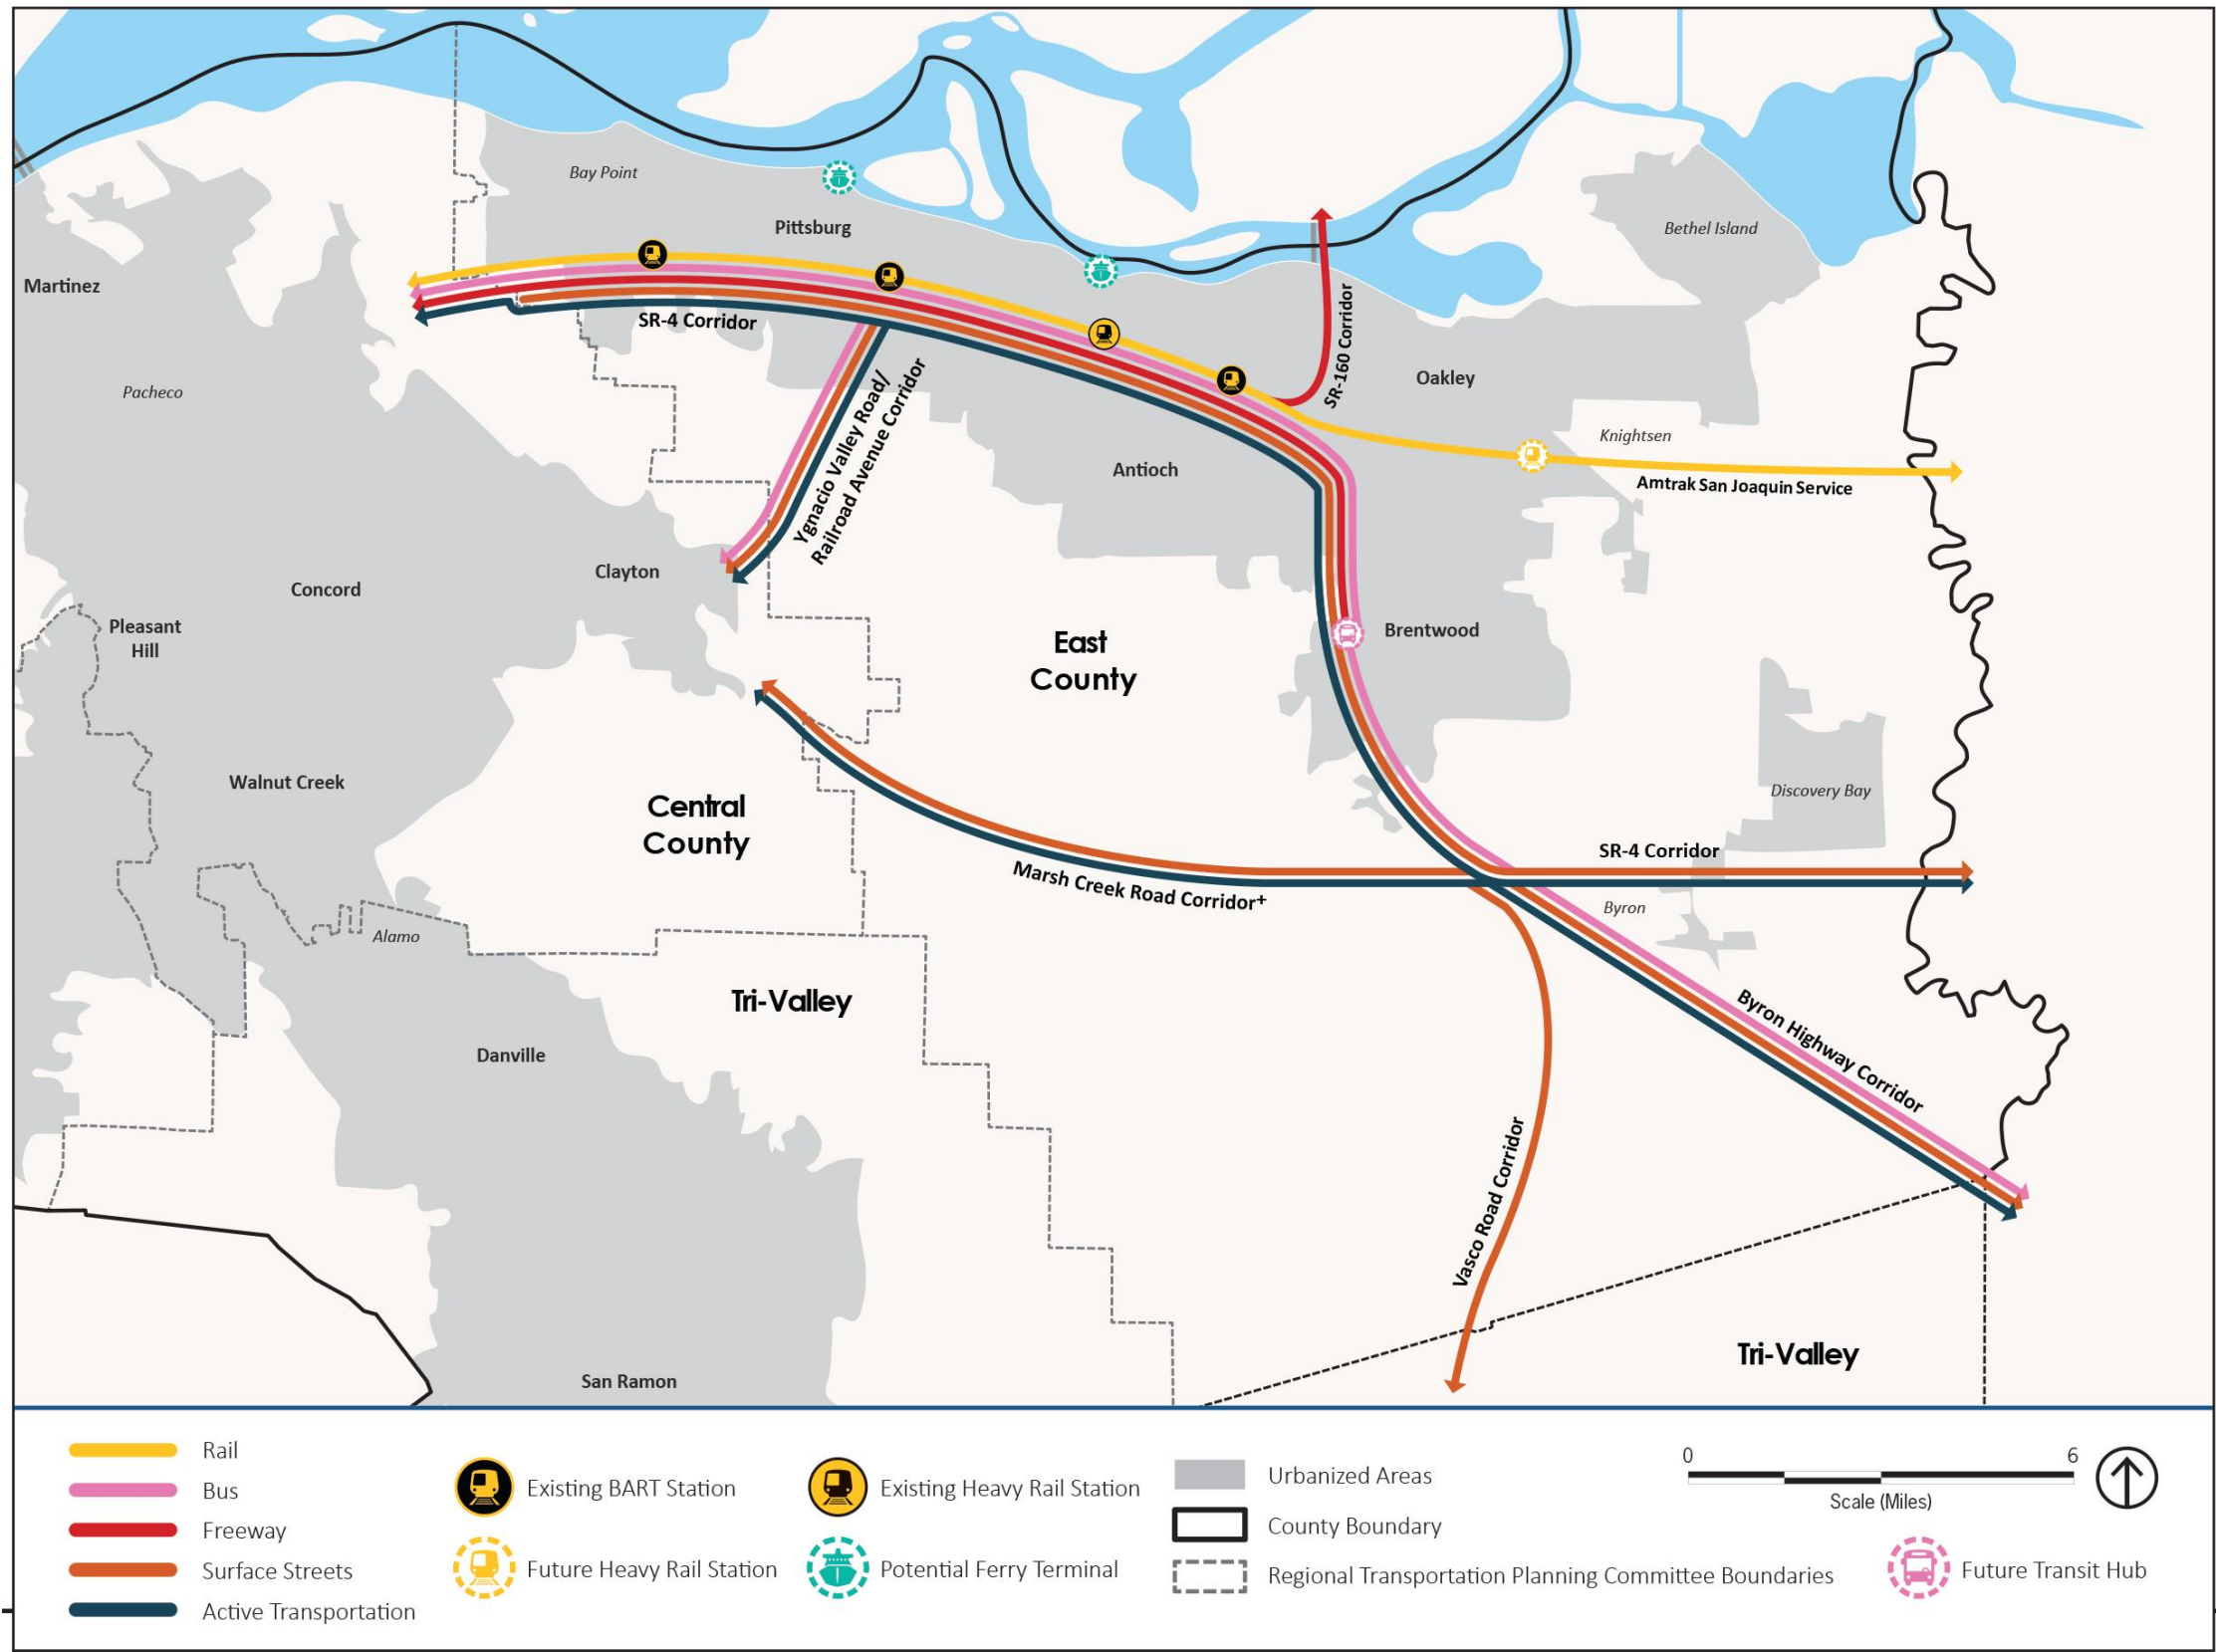 Bay Point
Pittsburg
Bethel Island
Martinez
SR-4 Corridor
SR-160 Corridor
Oakley
Pacheco
Ygnacio Valley Road/
Railroad Avenue Corridor
Knightsen
Antioch
Amtrak San Joaquin Service
Clayton
Concord
Pleasant
Hill
Brentwood
East
County
Walnut Creek
Discovery Bay
Central
County
SR-4 Corridor
Marsh Creek Road Corridor+
Byron
Alamo
Tri-Valley
Byron Highway Corridor
Danville
Vasco Road Corridor
Tri-Valley
San Ramon
Rail
Bus
Freeway
Surface Streets
Active Transportation
Existing BART Station
Future Heavy Rail Station
Existing Heavy Rail Station
Potential Ferry Terminal
Urbanized Areas
County Boundary
Regional Transportation Planning Committee Boundaries
0 6
Scale (Miles)
Future Transit Hub